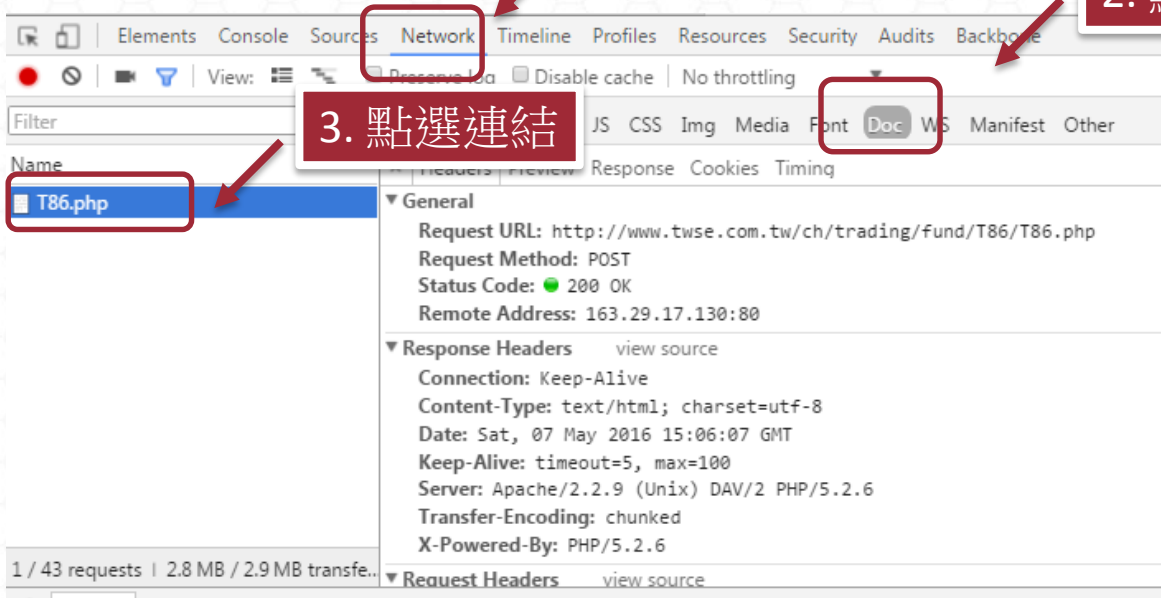 2.
Elements Console Sources Network Timeline Profiles Resources Security Audits Backbone
View: Preserve log Disable cache No throttling
Filter
3. 點選連結
JS CSS Img Media Font Doc WS Manifest Other
Name
Headers Preview Response Cookies Timing
T86.php
General
Request URL: http://www.twse.com.tw/ch/trading/fund/T86/T86.php
Request Method: POST
Status Code: 200 OK
Remote Address: 163.29.17.130:80
Response Headers view source
Connection: Keep-Alive
Content-Type: text/html; charset=utf-8
Date: Sat, 07 May 2016 15:06:07 GMT
Keep-Alive: timeout=5, max=100
Server: Apache/2.2.9 (Unix) DAV/2 PHP/5.2.6
Transfer-Encoding: chunked
X-Powered-By: PHP/5.2.6
1 / 43 requests | 2.8 MB / 2.9 MB transfe...
Request Headers view source